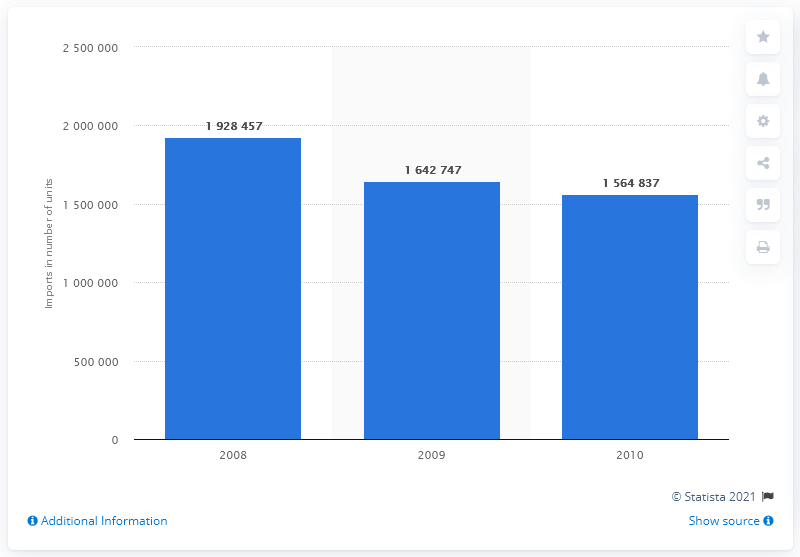 2 500 000
2 000 000
1 500 000
1 000 000
500 000
0
Imports in number of units
1 928 457
1 642 747
1 564 837
2008
2009
2010
© Statista 2021
Additional Information
Show source